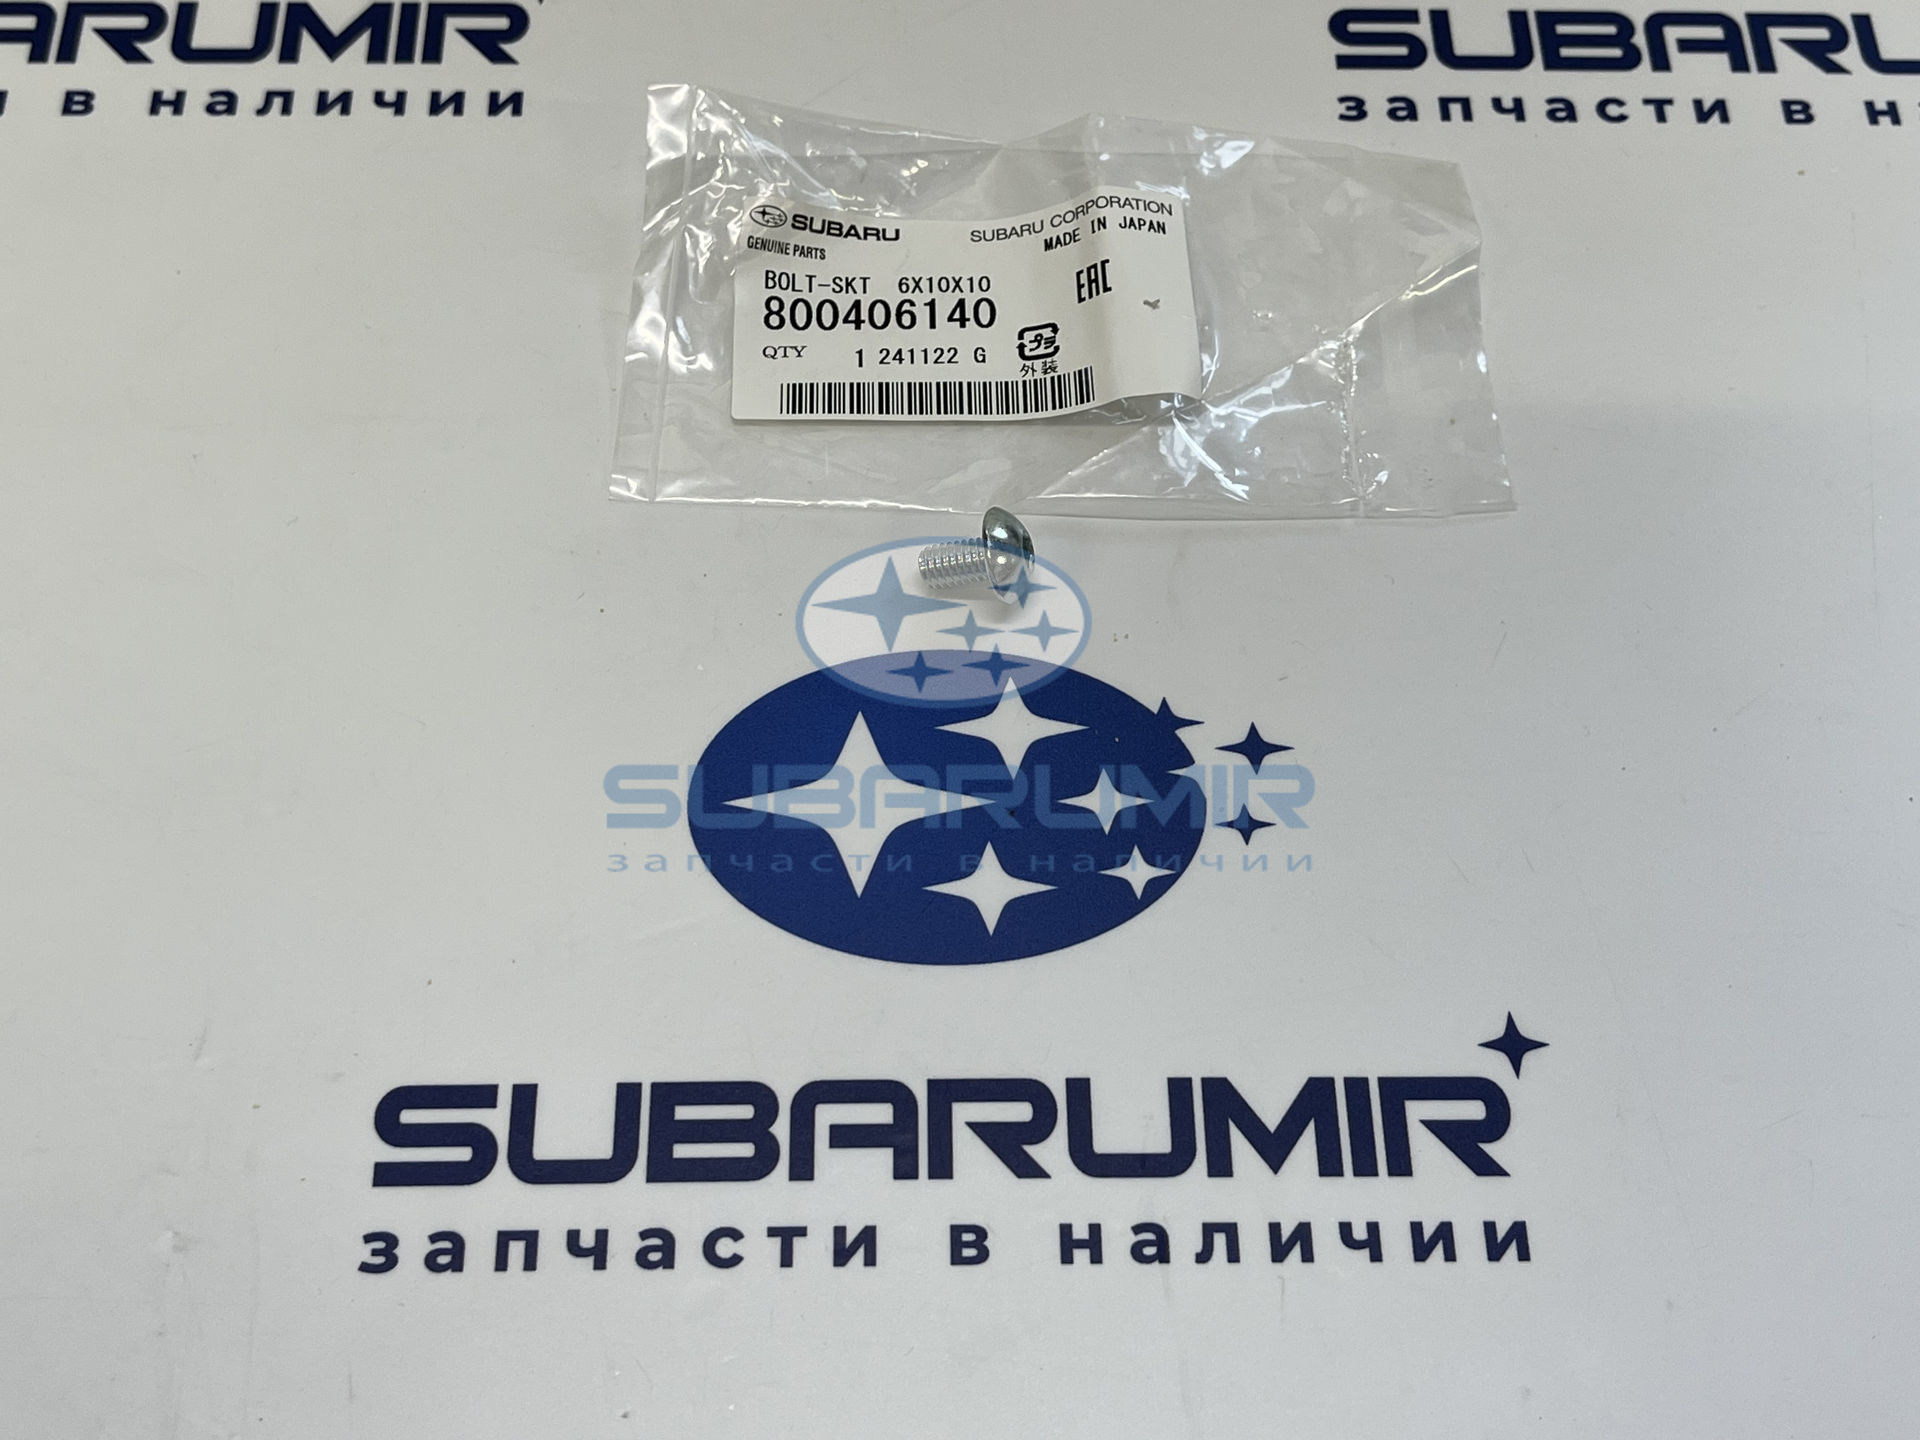 ARUMIR
в наличии
SUBARU
запчасти в н
SUBARU
GENUINE PARTS
SUBARU CORPORATION
MADE IN JAPAN
BOLT-SKT 6X10X10
800406140
EAC
QTY 1 241122 G
外装
SUBARUMIR
запчасти в наличии
SUBARUMIR
запчасти в наличии